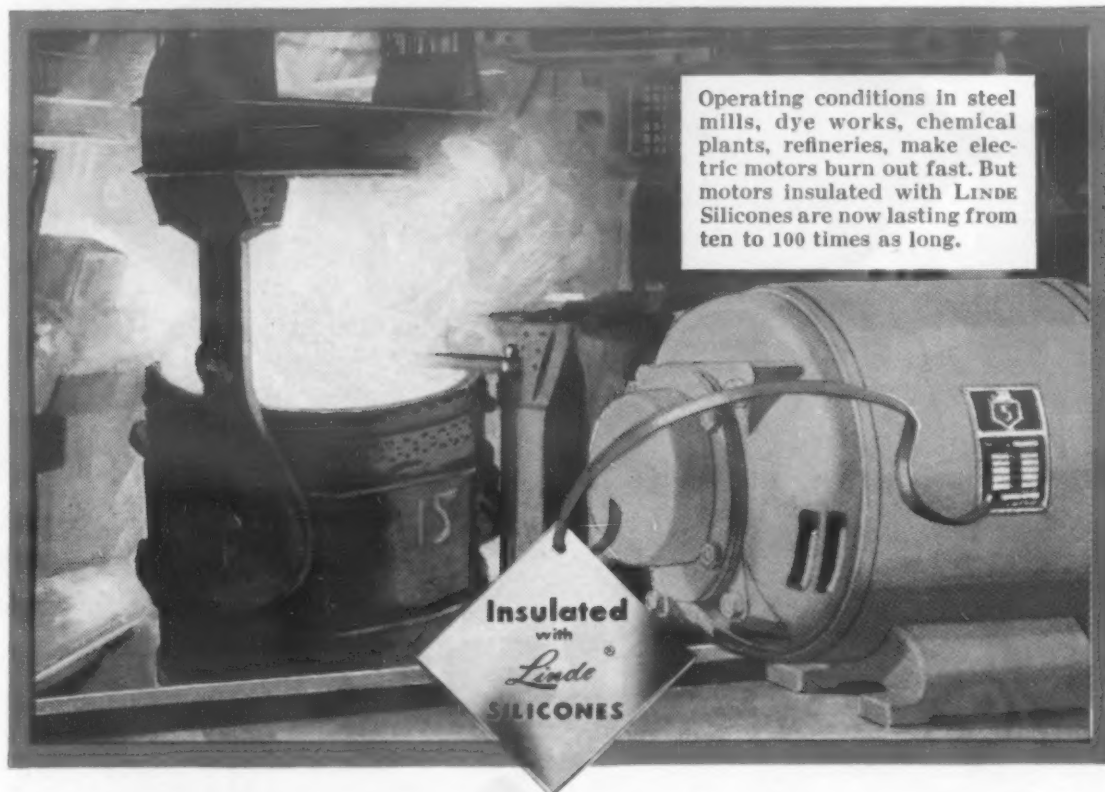 Operating conditions in steel
mills, dye works, chemical
plants, refineries, make elec-
tric motors burn out fast. But
motors insulated with LINDE
Silicones are now lasting from
ten to 100 times as long.
15
5
Insulated
with
Linde ®
SILICONES